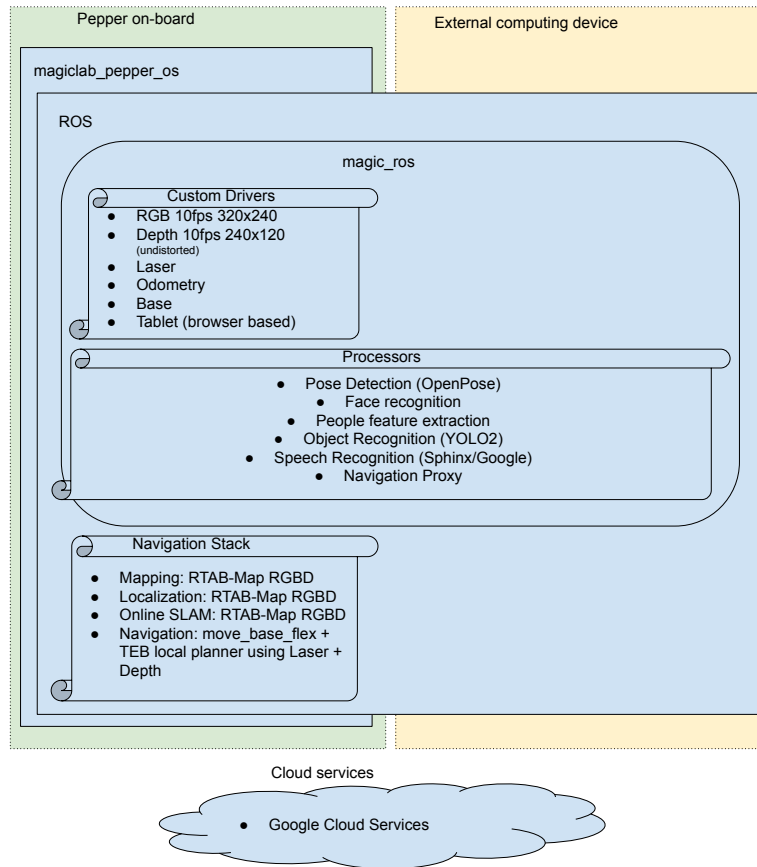 Pepper on-board
External computing device
magiclab_pepper_os
ROS
magic_ros
Custom Drivers
● RGB 10fps 320x240
● Depth 10fps 240x120
(undistorted)
● Laser
● Odometry
● Base
● Tablet (browser based)
Processors
● Pose Detection (OpenPose)
● Face recognition
● People feature extraction
● Object Recognition (YOLO2)
● Speech Recognition (Sphinx/Google)
● Navigation Proxy
Navigation Stack
● Mapping: RTAB-Map RGBD
● Localization: RTAB-Map RGBD
● Online SLAM: RTAB-Map RGBD
● Navigation: move_base_flex +
TEB local planner using Laser +
Depth
Cloud services
● Google Cloud Services